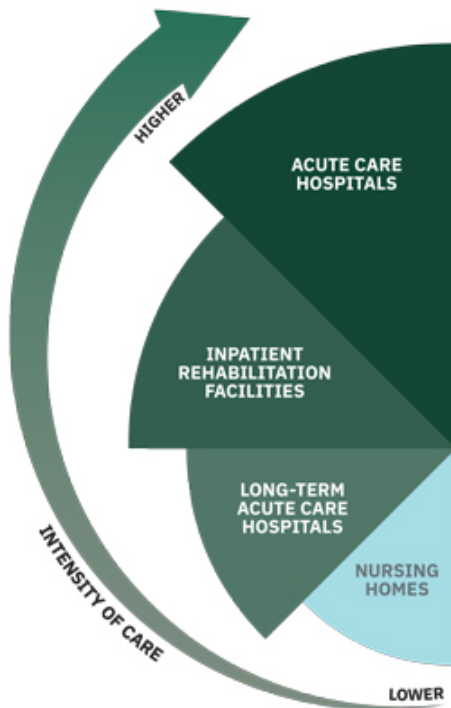 HIGHER
ACUTE CARE
HOSPITALS
INPATIENT
REHABILITATION
FACILITIES
LONG-TERM
ACUTE CARE
HOSPITALS
INTENSITY OF CARE
NURSING
HOMES
LOWER